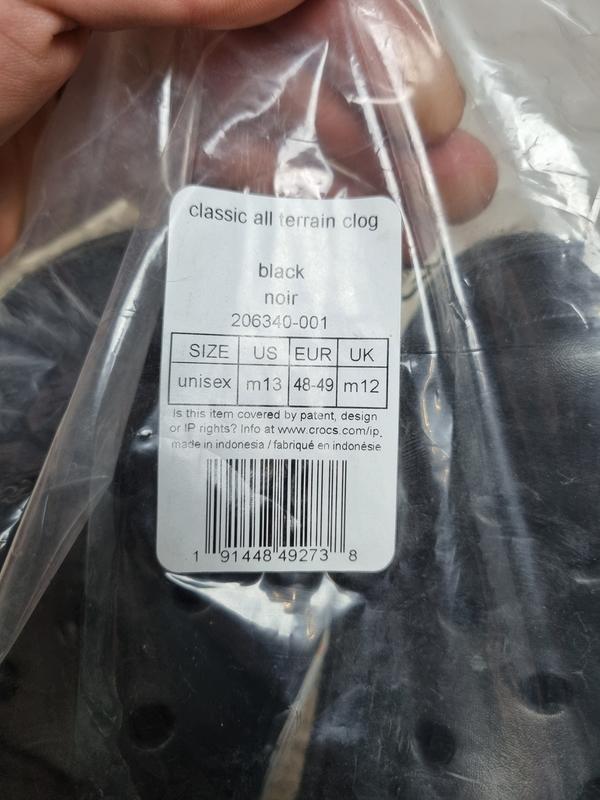 classic all terrain clog
black
noir
206340-001
SIZE US EUR UK
unisex m13 48-49 m12
Is this item covered by patent, design
or IP rights? Info at www.crocs.com/ip.
made in indonesia / fabriqué en indonésie
1 91448 49273 8